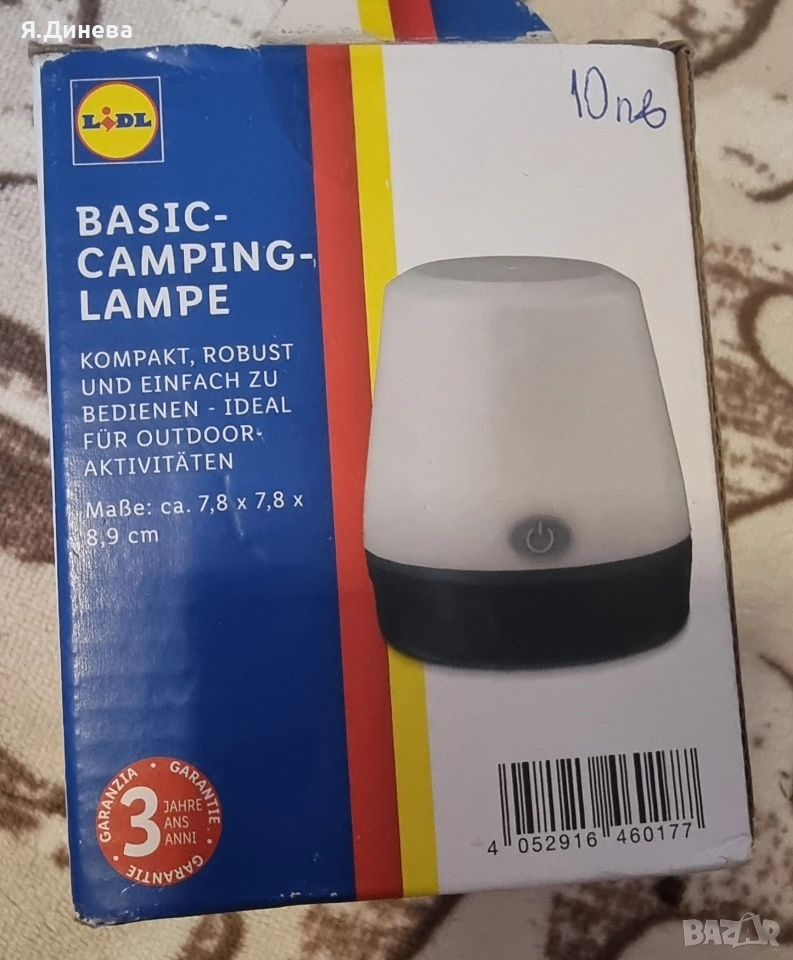 Я.Динева
10лв
LIDL
BASIC-
CAMPING-
LAMPE
KOMPAKT, ROBUST
UND EINFACH ZU
BEDIENEN - IDEAL
FÜR OUTDOOR-
AKTIVITÄTEN
Maße: ca. 7,8 x 7,8 x
8,9 cm
GARANZIA · GARANTIE · GARANTIE ·
3
JAHRE
ANS
ANNI
4 052916 460177
BAZAR